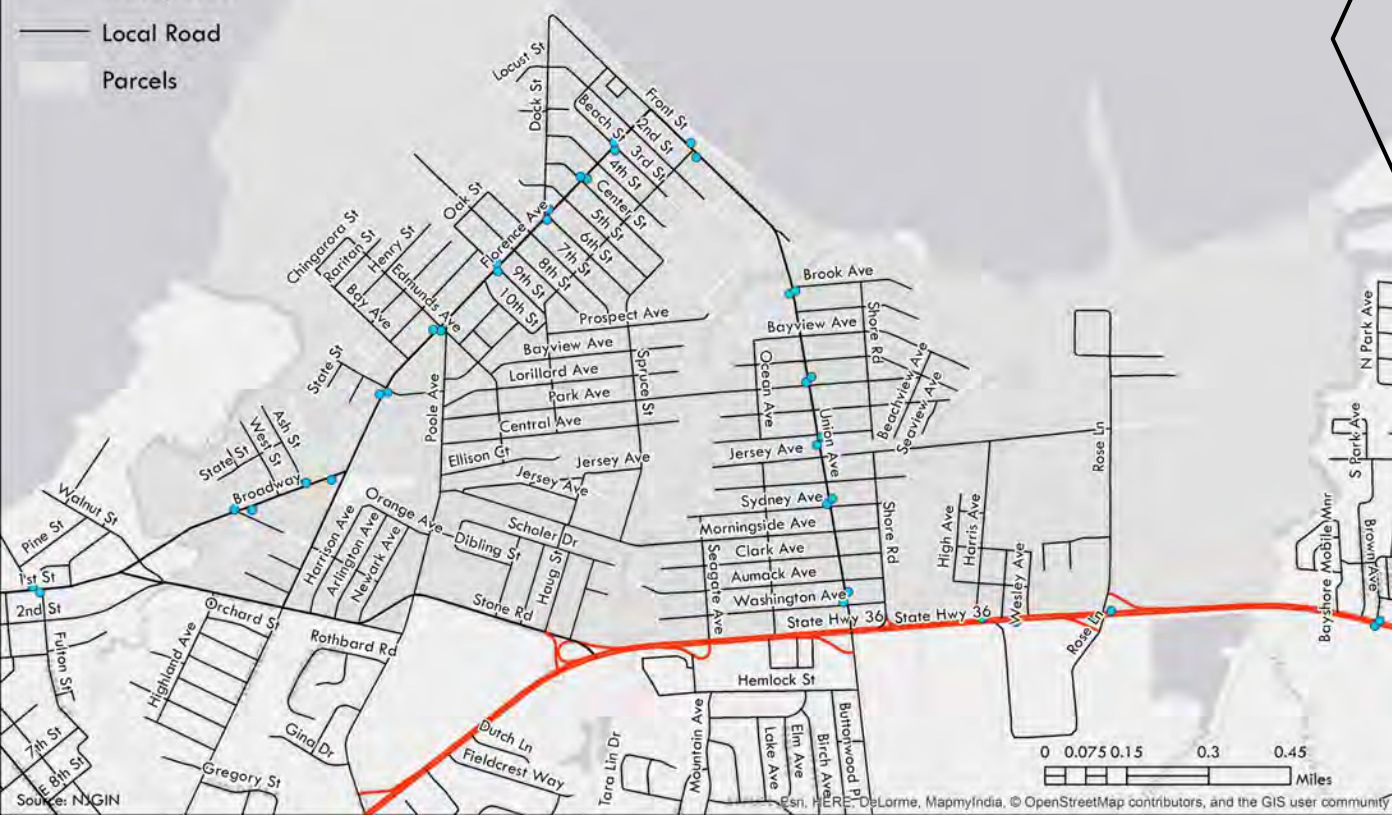 Local Road
Parcels
Locust St
Dock St
Front St
Beach St
2nd St
3rd St
4th St
Center St
5th St
6th St
7th St
8th St
9th St
10th St
Oak St
Florence Ave
Chingarora St
Raritan St
Henry St
Edmunds Ave
Bay Ave
Brook Ave
Prospect Ave
Bayview Ave
Bayview Ave
Shore Rd
N Park Ave
Lorillard Ave
Spruce St
Ocean Ave
Beachview Ave
Seaview Ave
State St
Poole Ave
Park Ave
Central Ave
Union Ave
Ash St
West St
State St
Ellison Ct
Jersey Ave
Jersey Ave
Jersey Ave
Rose Ln
S Park Ave
Broadway
Walnut St
Pine St
Orange Ave
Scholer Dr
Sydney Ave
Morningside Ave
Shore Rd
High Ave
Harris Ave
Bayshore Mobile Mnr
Brown Ave
Harrison Ave
Arlington Ave
Newark Ave
Dibling St
Haug St
Seagate Ave
Clark Ave
Aumack Ave
Washington Ave
Wesley Ave
1st St
2nd St
Fulton St
Orchard St
Stone Rd
State Hwy 36
State Hwy 36
Rose Ln
Highland Ave
Rothbard Rd
Hemlock St
Gina Dr
Dutch Ln
Fieldcrest Way
Tara Lin Dr
Mountain Ave
Lake Ave
Elm Ave
Birch Ave
Buttonwood Pl
7th St
8th St
Gregory St
0 0.075 0.15 0.3 0.45
Miles
Source: NJGIN
Esri, HERE, DeLorme, MapmyIndia, © OpenStreetMap contributors, and the GIS user community